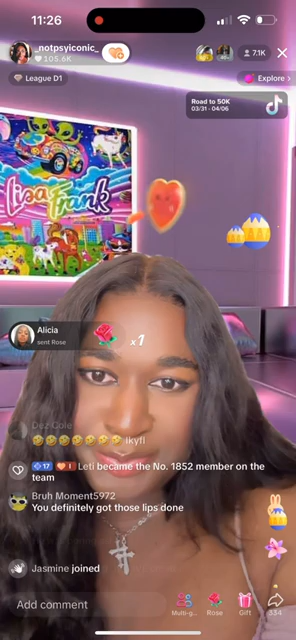 11:26
_notpsyiconic_
105.6K
7.1K
League D1
Explore
Road to 50K
03/31 - 04/06
Lisa Frank
Alicia
sent Rose
x1
Dez Cole
Ikyfl
17 I Leti became the No. 1852 member on the
team
Bruh Moment5972
You definitely got those lips done
Jasmine joined
Add comment
Multi-g...
Rose
Gift
334